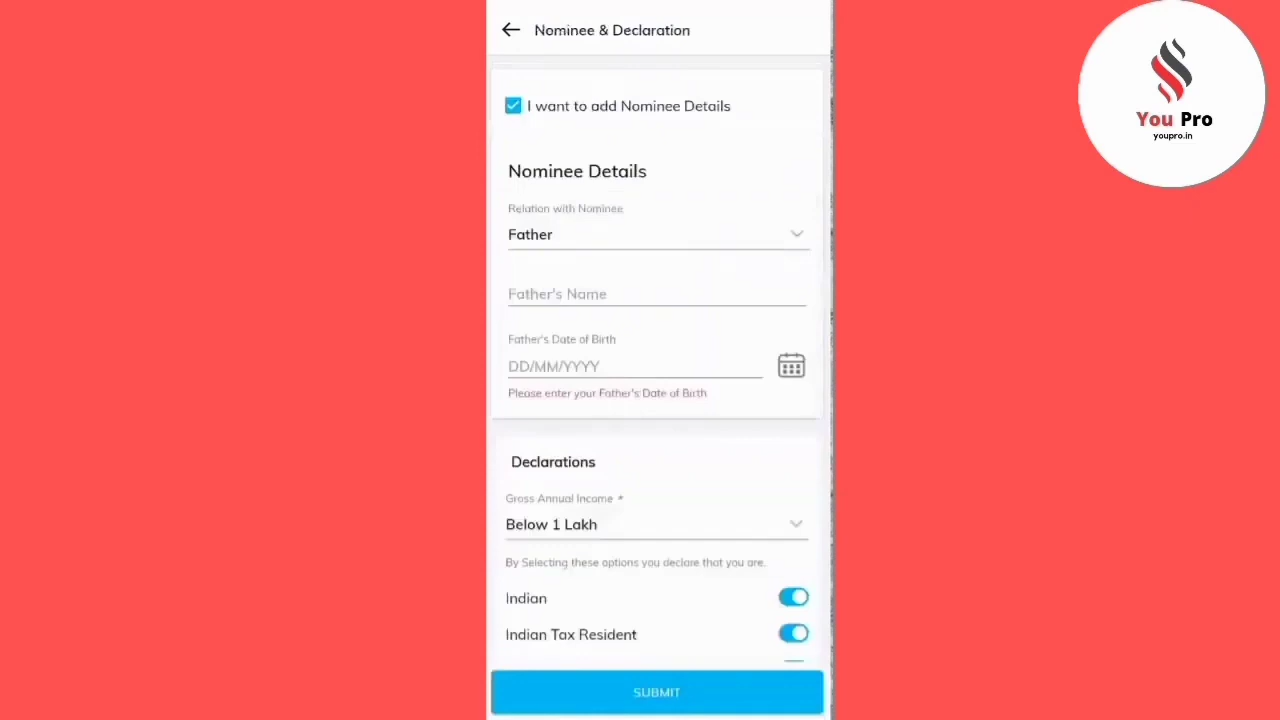 Nominee & Declaration
You Pro
youpro.in
I want to add Nominee Details
Nominee Details
Relation with Nominee
Father
Father's Name
Father's Date of Birth
DD/MM/YYYY
Please enter your Father's Date of Birth
Declarations
Gross Annual Income *
Below 1 Lakh
By Selecting these options you declare that you are.
Indian
Indian Tax Resident
SUBMIT